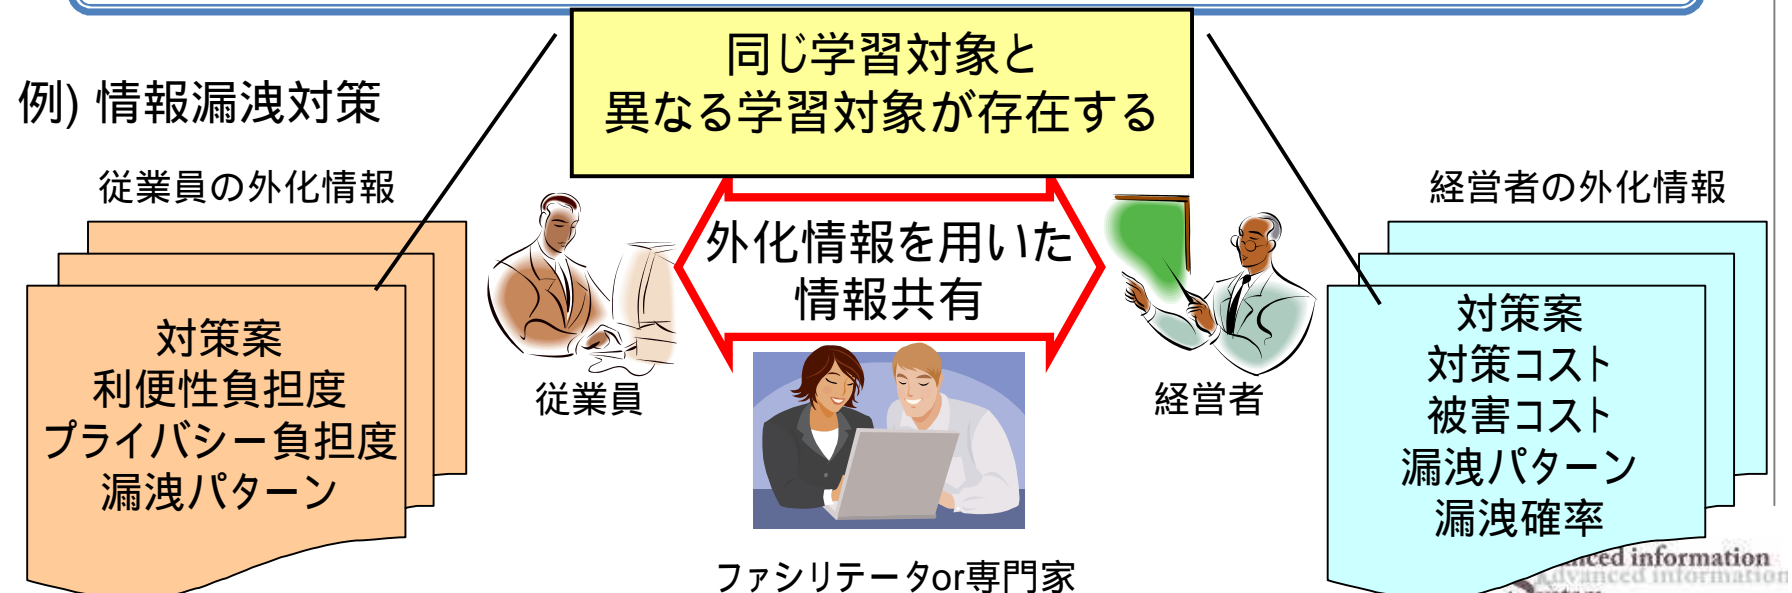 同じ学習対象と
異なる学習対象が存在する
例) 情報漏洩対策
従業員の外化情報
経営者の外化情報
外化情報を用いた
情報共有
対策案
利便性負担度
プライバシー負担度
漏洩パターン
従業員
経営者
対策案
対策コスト
被害コスト
漏洩パターン
漏洩確率
ファシリテータor専門家
information